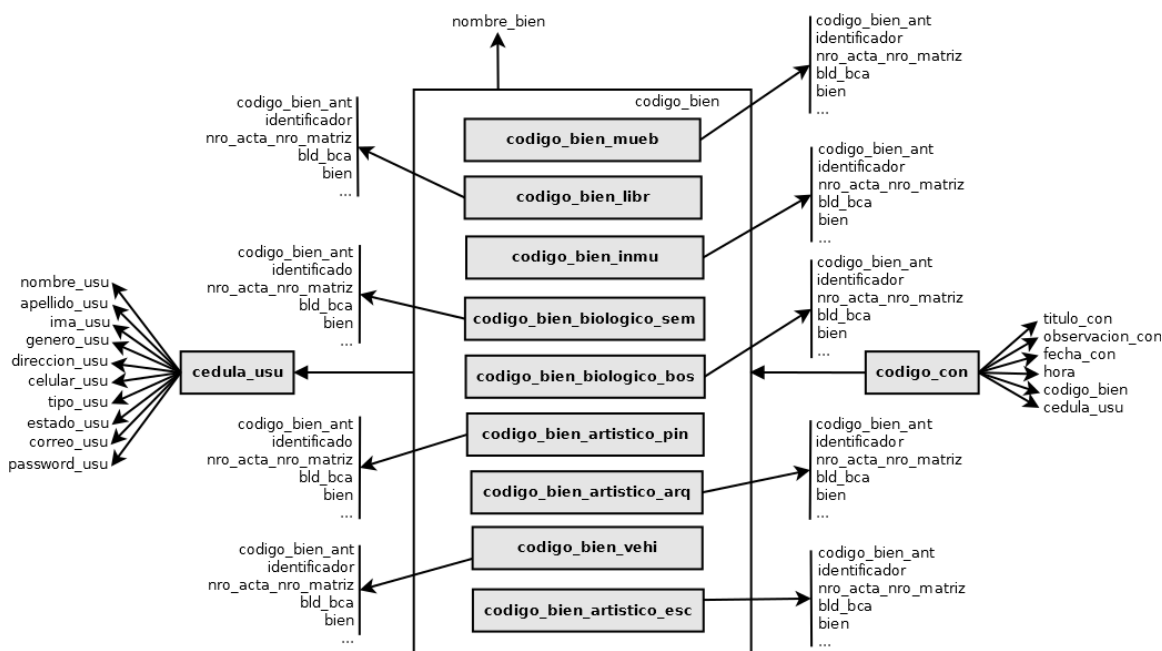 nombre_bien
codigo_bien_ant
identificador
nro_acta_nro_matriz
bld_bca
bien
...
codigo_bien_ant
identificador
nro_acta_nro_matriz
bld_bca
bien
...
codigo_bien
codigo_bien_mueb
codigo_bien_libr
codigo_bien_inmu
codigo_bien_biologico_sem
codigo_bien_biologico_bos
codigo_bien_artistico_pin
codigo_bien_artistico_arq
codigo_bien_vehi
codigo_bien_artistico_esc
codigo_bien_ant
identificador
nro_acta_nro_matriz
bld_bca
bien
...
codigo_bien_ant
identificado
nro_acta_nro_matriz
bld_bca
bien
...
codigo_bien_ant
identificador
nro_acta_nro_matriz
bld_bca
bien
...
nombre_usu
apellido_usu
ima_usu
genero_usu
direccion_usu
celular_usu
tipo_usu
estado_usu
correo_usu
password_usu
cedula_usu
codigo_con
titulo_con
observacion_con
fecha_con
hora
codigo_bien
cedula_usu
codigo_bien_ant
identificado
nro_acta_nro_matriz
bld_bca
bien
...
codigo_bien_ant
identificador
nro_acta_nro_matriz
bld_bca
bien
...
codigo_bien_ant
identificador
nro_acta_nro_matriz
bld_bca
bien
...
codigo_bien_ant
identificador
nro_acta_nro_matriz
bld_bca
bien
...